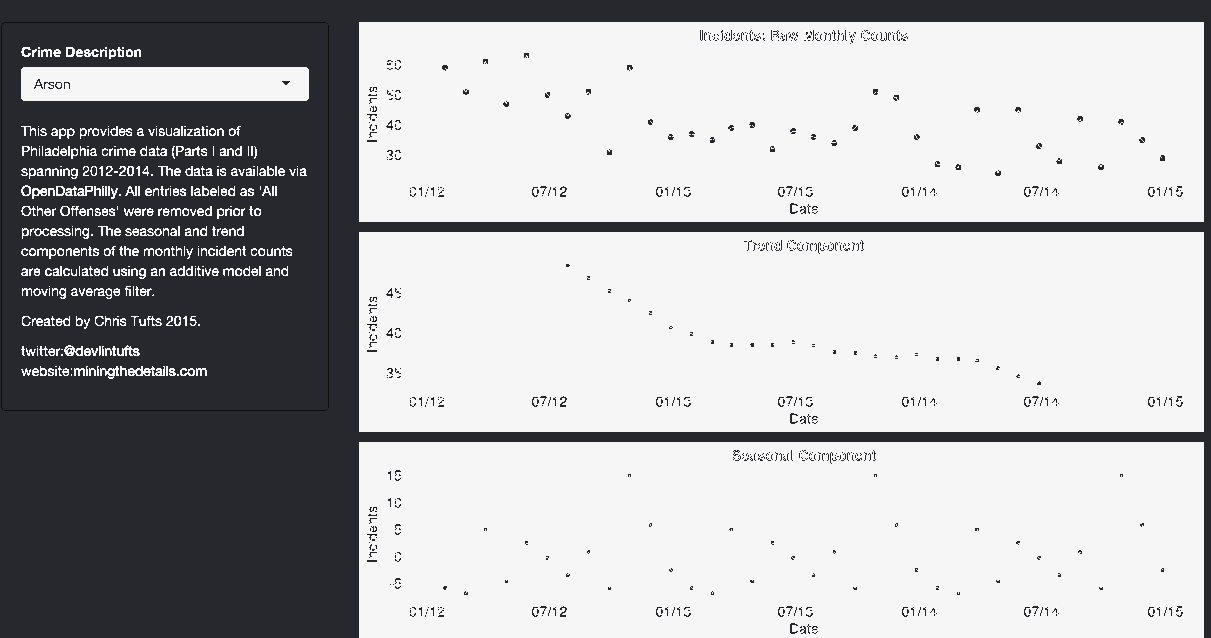 Crime Description
Arson
This app provides a visualization of
Philadelphia crime data (Parts I and II)
spanning 2012-2014. The data is available via
OpenDataPhilly. All entries labeled as 'All
Other Offenses' were removed prior to
processing. The seasonal and trend
components of the monthly incident counts
are calculated using an additive model and
moving average filter.
Created by Chris Tufts 2015.
twitter:@devlintufts
website:miningthedetails.com
Incidents: Raw Monthly Counts
Incidents
60
50
40
30
01/12 07/12 01/13 07/13 01/14 07/14 01/15
Date
Trend Component
Incidents
45
40
35
01/12 07/12 01/13 07/13 01/14 07/14 01/15
Date
Seasonal Component
Incidents
15
10
5
0
-5
01/12 07/12 01/13 07/13 01/14 07/14 01/15
Date